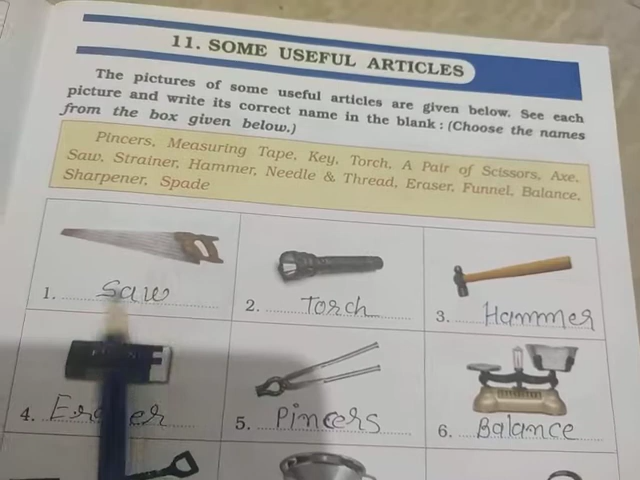 11. SOME USEFUL ARTICLES
The pictures of some useful articles are given below. See each
picture and write its correct name in the blank : (Choose the names
from the box given below.)
Pincers, Measuring Tape, Key, Torch, A Pair of Scissors, Axe,
Saw, Strainer, Hammer, Needle & Thread, Eraser, Funnel, Balance,
Sharpener, Spade
1. Saw
2. Torch
3. Hammer
4.
5. Pincers
6. Balance